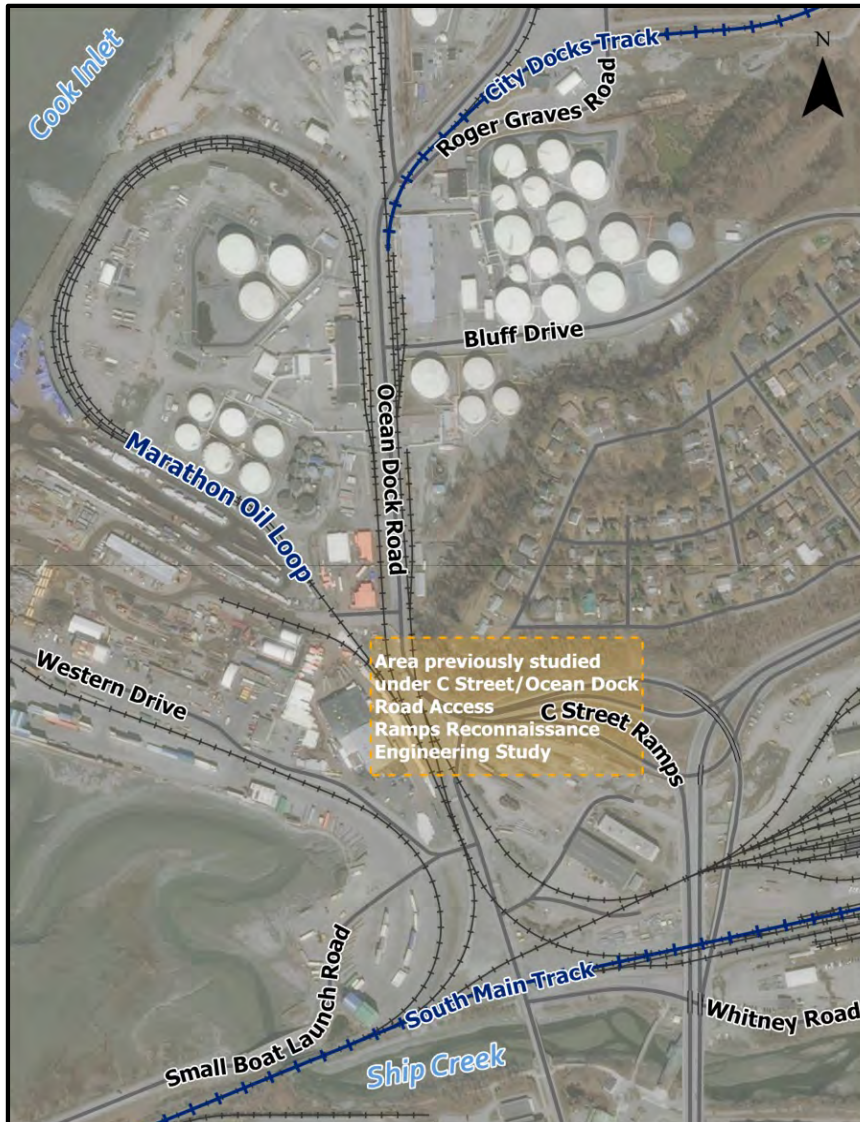 Cook Inlet
City Docks Track
N
Roger Graves Road
Bluff Drive
Ocean Dock Road
Marathon Oil Loop
Western Drive
Area previously studied
under C Street/Ocean Dock
Road Access
Ramps Reconnaissance
Engineering Study
C Street Ramps
South Main Track
Small Boat Launch Road
Whitney Road
Ship Creek